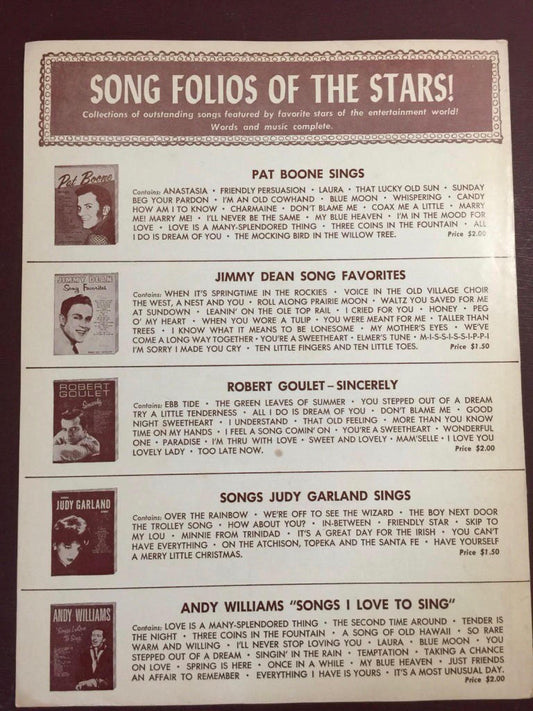 SONG FOLIOS OF THE STARS!
Collections of outstanding songs featured by favorite stars of the entertainment world!
Words and music complete.
Pat Boone
PAT BOONE SINGS
Contains: ANASTASIA • FRIENDLY PERSUASION • LAURA • THAT LUCKY OLD SUN • SUNDAY
BEG YOUR PARDON • I'M AN OLD COWHAND • BLUE MOON • WHISPERING • CANDY
HOW AM I TO KNOW • CHARMAINE • DON'T BLAME ME • COAX ME A LITTLE • MARRY
ME! MARRY ME! • I'LL NEVER BE THE SAME • MY BLUE HEAVEN • I'M IN THE MOOD FOR
LOVE • LOVE IS A MANY-SPLENDORED THING • THREE COINS IN THE FOUNTAIN • ALL
I DO IS DREAM OF YOU • THE MOCKING BIRD IN THE WILLOW TREE. Price $2.00
JIMMY DEAN
Song Favorites
JIMMY DEAN SONG FAVORITES
Contains: WHEN IT'S SPRINGTIME IN THE ROCKIES • VOICE IN THE OLD VILLAGE CHOIR
THE WEST, A NEST AND YOU • ROLL ALONG PRAIRIE MOON • WALTZ YOU SAVED FOR ME
AT SUNDOWN • LEANIN' ON THE OLE TOP RAIL • I CRIED FOR YOU • HONEY • PEG
O' MY HEART • WHEN YOU WORE A TULIP • YOU WERE MEANT FOR ME • TALLER THAN
TREES • I KNOW WHAT IT MEANS TO BE LONESOME • MY MOTHER'S EYES • WE'VE
COME A LONG WAY TOGETHER • YOU'RE A SWEETHEART • ELMER'S TUNE • M-I-S-S-I-S-S-I-P-P-I
I'M SORRY I MADE YOU CRY • TEN LITTLE FINGERS AND TEN LITTLE TOES. Price $1.50
ROBERT
GOULET
Sincerely
ROBERT GOULET – SINCERELY
Contains: EBB TIDE • THE GREEN LEAVES OF SUMMER • YOU STEPPED OUT OF A DREAM
TRY A LITTLE TENDERNESS • ALL I DO IS DREAM OF YOU • DON'T BLAME ME • GOOD
NIGHT SWEETHEART • I UNDERSTAND • THAT OLD FEELING • MORE THAN YOU KNOW
TIME ON MY HANDS • I FEEL A SONG COMIN' ON • YOU'RE A SWEETHEART • WONDERFUL
ONE • PARADISE • I'M THRU WITH LOVE • SWEET AND LOVELY • MAM'SELLE • I LOVE YOU
LOVELY LADY • TOO LATE NOW. Price $2.00
JUDY GARLAND
SONGS JUDY GARLAND SINGS
Contains: OVER THE RAINBOW • WE'RE OFF TO SEE THE WIZARD • THE BOY NEXT DOOR
THE TROLLEY SONG • HOW ABOUT YOU? • IN-BETWEEN • FRIENDLY STAR • SKIP TO
MY LOU • MINNIE FROM TRINIDAD • IT'S A GREAT DAY FOR THE IRISH • YOU CAN'T
HAVE EVERYTHING • ON THE ATCHISON, TOPEKA AND THE SANTA FE • HAVE YOURSELF
A MERRY LITTLE CHRISTMAS. Price $1.50
ANDY WILLIAMS
"Songs I Love
To Sing"
ANDY WILLIAMS "SONGS I LOVE TO SING"
Contains: LOVE IS A MANY-SPLENDORED THING • THE SECOND TIME AROUND • TENDER IS
THE NIGHT • THREE COINS IN THE FOUNTAIN • A SONG OF OLD HAWAII • SO RARE
WARM AND WILLING • I'LL NEVER STOP LOVING YOU • LAURA • BLUE MOON • YOU
STEPPED OUT OF A DREAM • SINGIN' IN THE RAIN • TEMPTATION • TAKING A CHANCE
ON LOVE • SPRING IS HERE • ONCE IN A WHILE • MY BLUE HEAVEN • JUST FRIENDS
AN AFFAIR TO REMEMBER • EVERYTHING I HAVE IS YOURS • IT'S A MOST UNUSUAL DAY.
Price $2.00